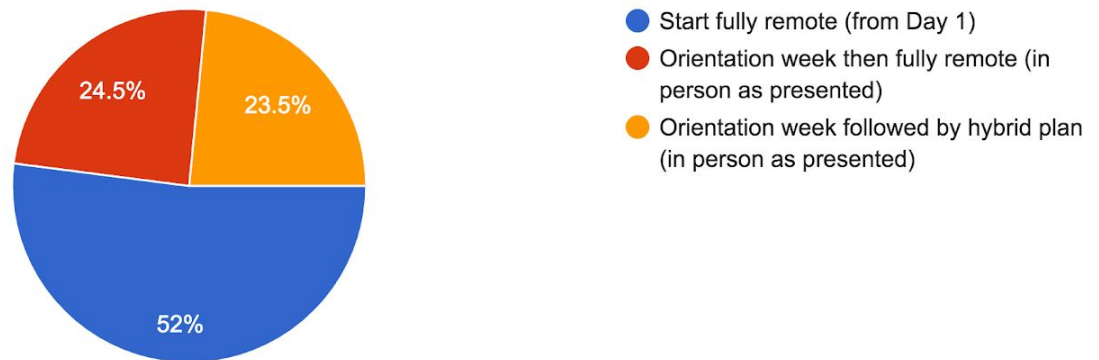 24.5%
23.5%
52%
Start fully remote (from Day 1)
Orientation week then fully remote (in
person as presented)
Orientation week followed by hybrid plan
(in person as presented)